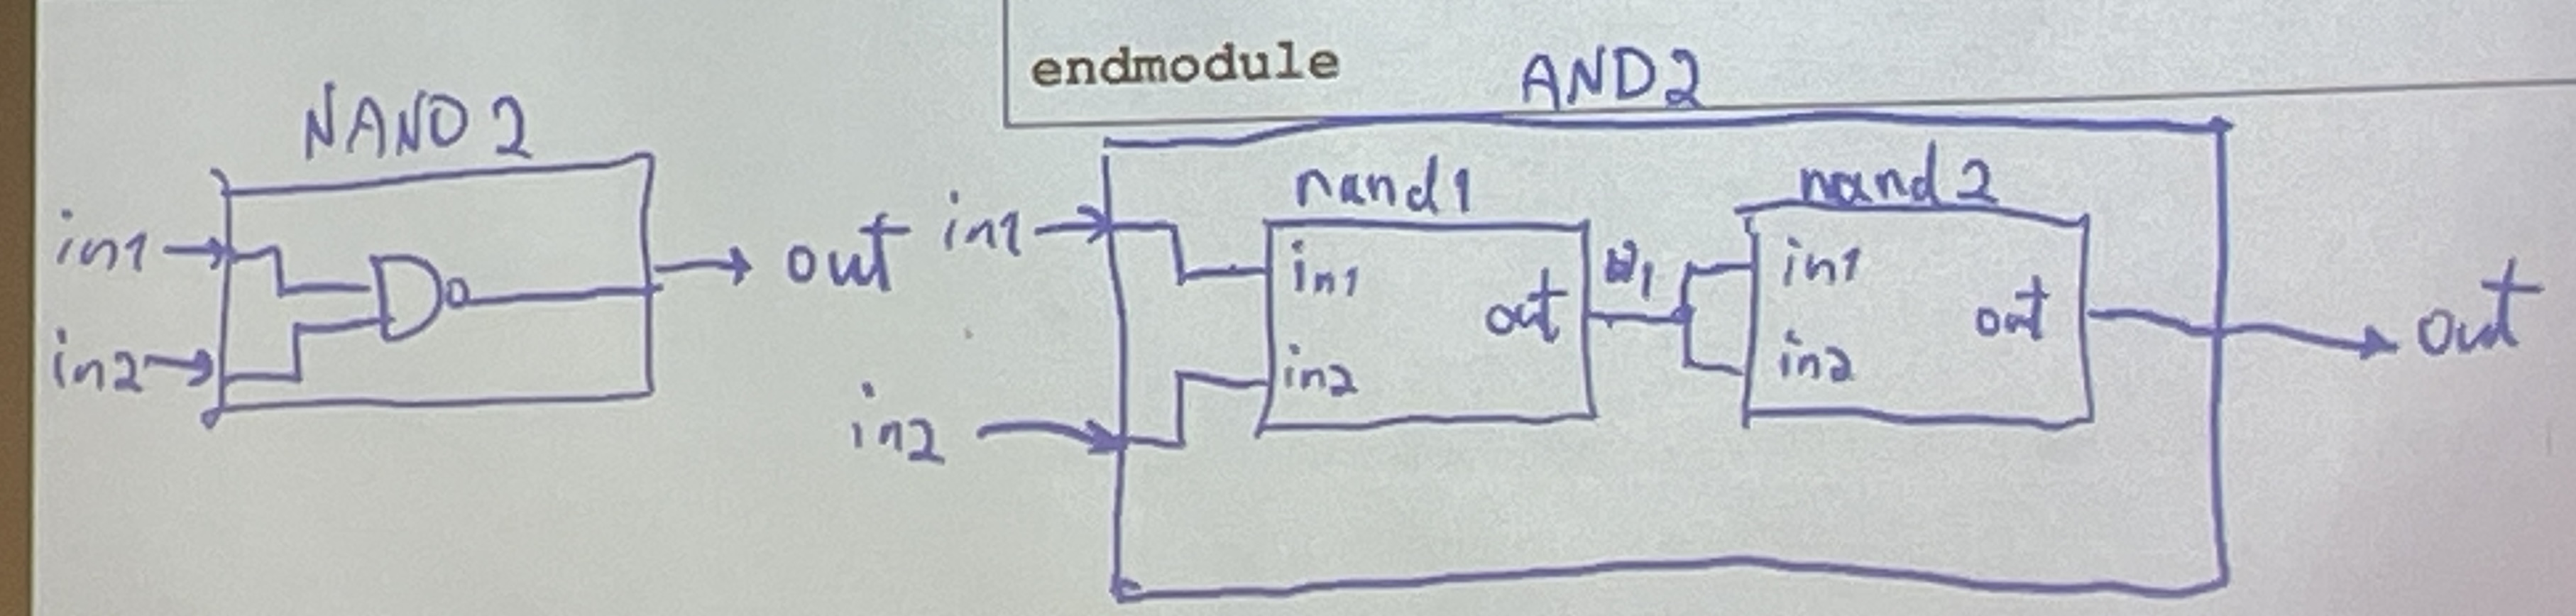 endmodule
NAND2
in1
in2
out
AND2
in1
in2
nand1
in1
in2
out
w1
nand2
in1
in2
out
out